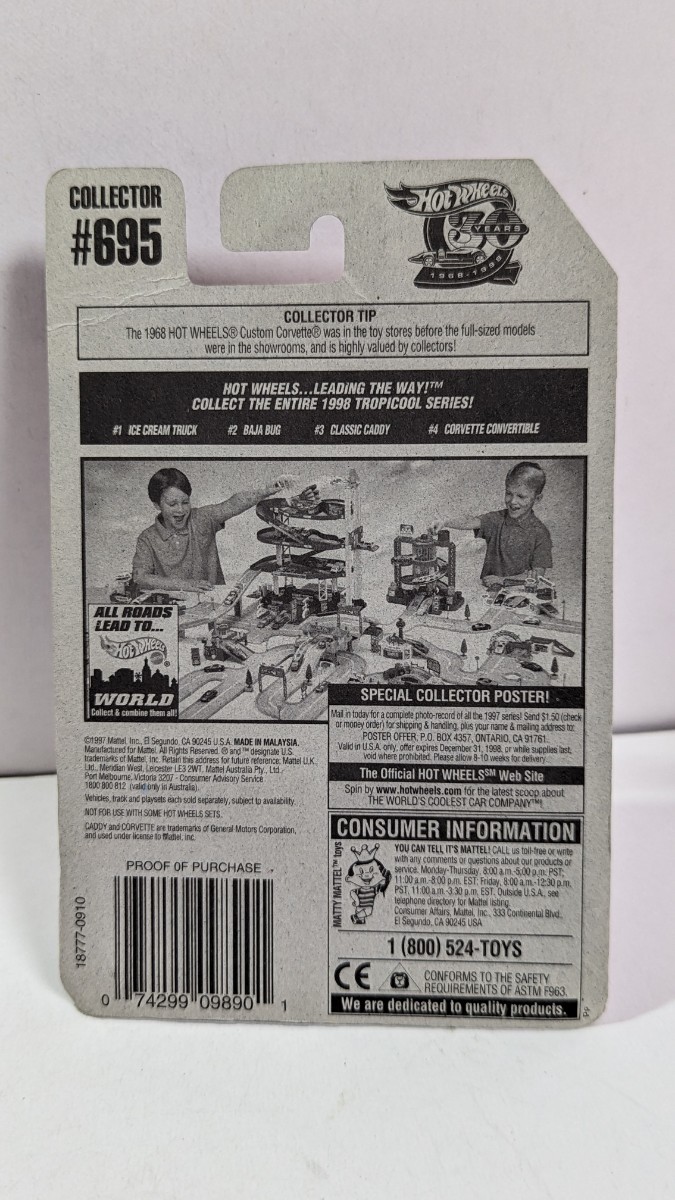 COLLECTOR
#695
HOT WHEELS
30
YEARS
1968-1998
COLLECTOR TIP
The 1968 HOT WHEELS® Custom Corvette® was in the toy stores before the full-sized models
were in the showrooms, and is highly valued by collectors!
HOT WHEELS...LEADING THE WAY!™
COLLECT THE ENTIRE 1998 TROPICOOL SERIES!
#1 ICE CREAM TRUCK #2 BAJA BUG #3 CLASSIC CADDY #4 CORVETTE CONVERTIBLE
ALL ROADS
LEAD TO...
Hot Wheels
WORLD
Collect & combine them all!
©1997 Mattel, Inc., El Segundo, CA 90245 U.S.A. MADE IN MALAYSIA.
Manufactured for Mattel. All Rights Reserved. ® and ™ designate U.S.
trademarks of Mattel, Inc. Retain this address for future reference: Mattel U.K.
Ltd., Meridian West, Leicester LE3 2WT. Mattel Australia Pty., Ltd.,
Port Melbourne, Victoria 3207 - Consumer Advisory Service
1800 800 812 (valid only in Australia).
Vehicles, track and playsets each sold separately, subject to availability.
NOT FOR USE WITH SOME HOT WHEELS SETS.
CADDY and CORVETTE are trademarks of General Motors Corporation,
and used under license to Mattel, Inc.
PROOF OF PURCHASE
18777-0910
0 74299 09890 1
SPECIAL COLLECTOR POSTER!
Mail in today for a complete photo-record of all the 1997 series! Send $1.50 (check
or money order) for shipping & handling, plus your name & mailing address to:
POSTER OFFER, P.O. BOX 4357, ONTARIO, CA 91761.
Valid in U.S.A. only, offer expires December 31, 1998, or while supplies last,
void where prohibited. Please allow 8-10 weeks for delivery.
The Official HOT WHEELS℠ Web Site
Spin by www.hotwheels.com for the latest scoop about
THE WORLD'S COOLEST CAR COMPANY™!
CONSUMER INFORMATION
MATTY MATTEL™ toys
YOU CAN TELL IT'S MATTEL! CALL us toll-free or write
with any comments or questions about our products or
service. Monday-Thursday, 8:00 a.m.-5:00 p.m. PST;
11:00 a.m.-8:00 p.m. EST; Friday, 8:00 a.m.-12:30 p.m.
PST, 11:00 a.m.-3:30 p.m. EST. Outside U.S.A., see
telephone directory for Mattel listing.
Consumer Affairs, Mattel, Inc., 333 Continental Blvd.,
El Segundo, CA 90245 USA
1 (800) 524-TOYS
CE
CONFORMS TO THE SAFETY
REQUIREMENTS OF ASTM F963.
We are dedicated to quality products.